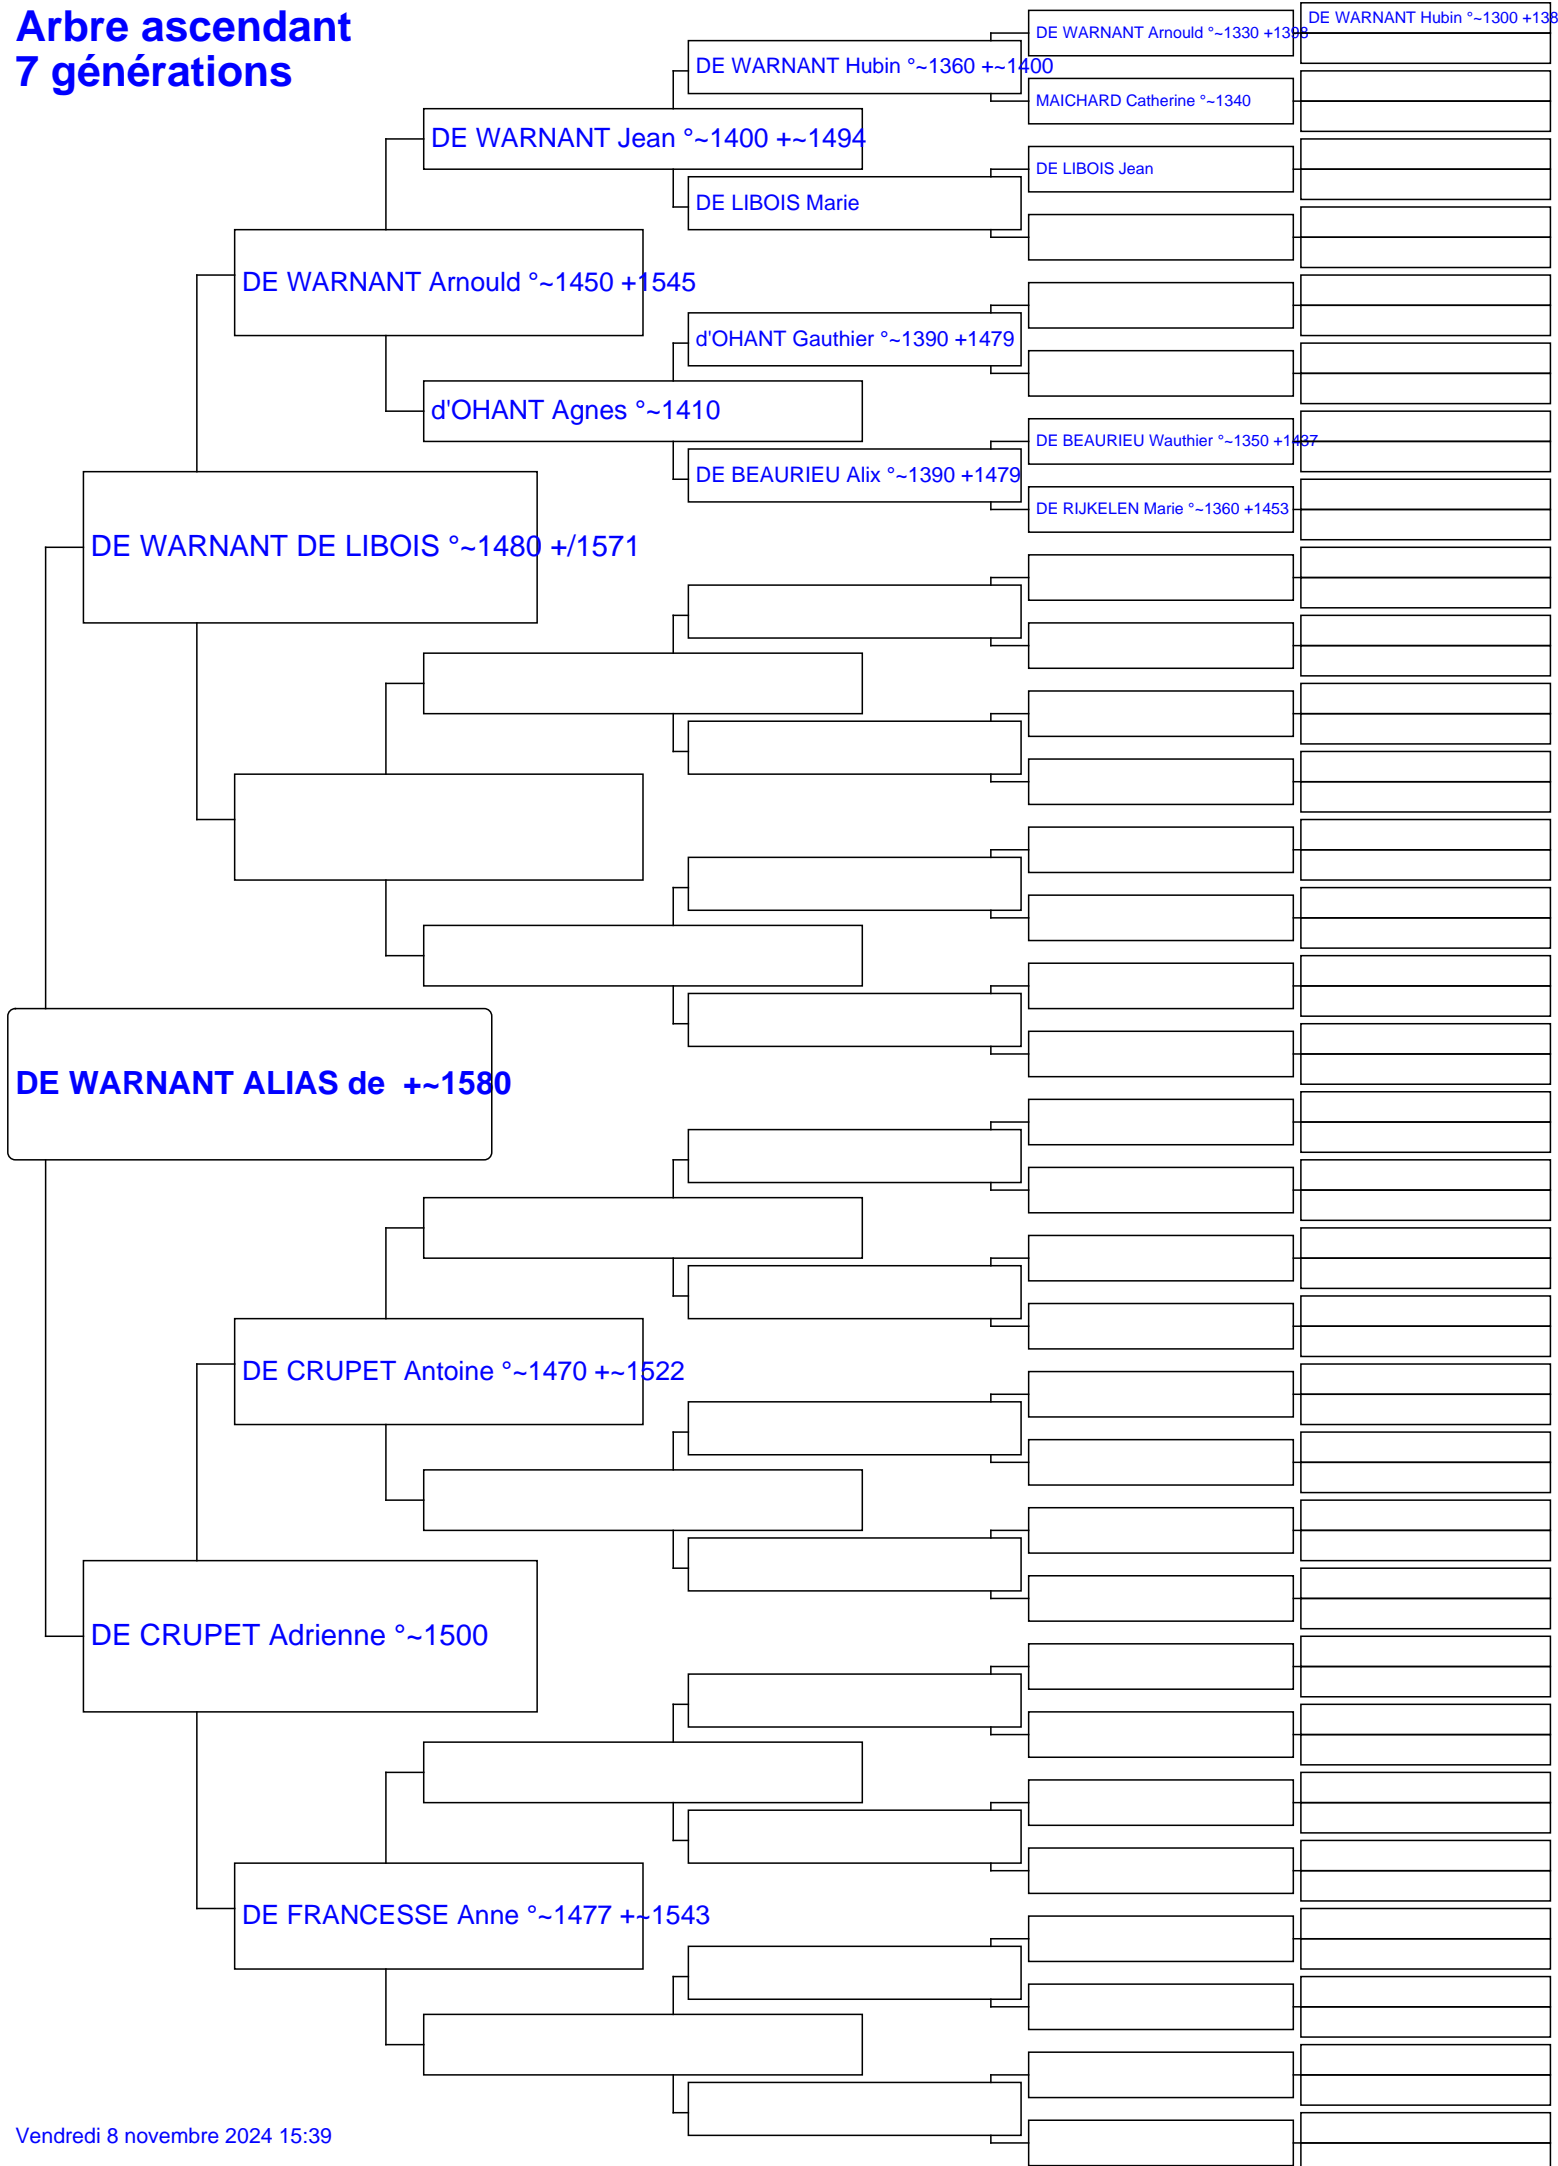 Arbre ascendant
7 générations
DE WARNANT Hubin °~1300 +138
DE WARNANT Arnould °~1330 +1398
DE WARNANT Hubin °~1360 +~1400
MAICHARD Catherine °~1340
DE WARNANT Jean °~1400 +~1494
DE LIBOIS Jean
DE LIBOIS Marie
DE WARNANT Arnould °~1450 +1545
d'OHANT Gauthier °~1390 +1479
d'OHANT Agnes °~1410
DE BEAURIEU Wauthier °~1350 +1437
DE BEAURIEU Alix °~1390 +1479
DE RIJKELEN Marie °~1360 +1453
DE WARNANT DE LIBOIS °~1480 +/1571
DE WARNANT ALIAS de  +~1580
DE CRUPET Antoine °~1470 +~1522
DE CRUPET Adrienne °~1500
DE FRANCESSE Anne °~1477 +~1543
Vendredi 8 novembre 2024 15:39